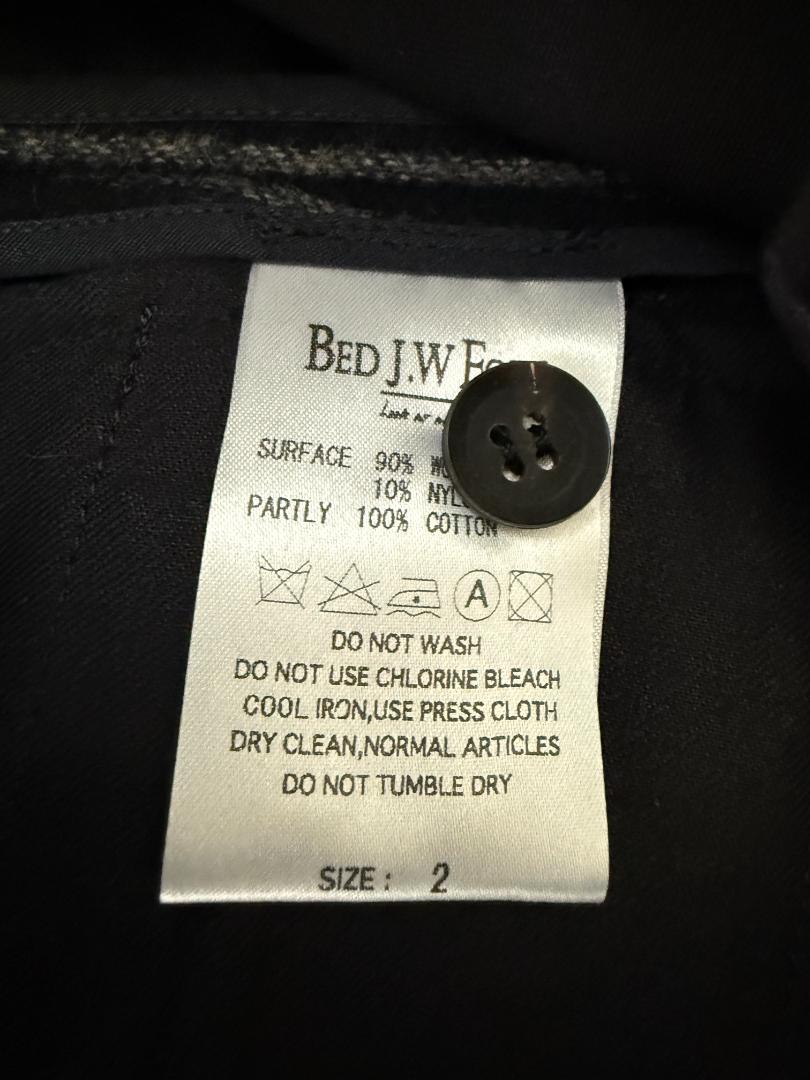 BED J.W
SURFACE 90%
10%
PARTLY 100% COTTON
A
DO NOT WASH
DO NOT USE CHLORINE BLEACH
COOL IRON,USE PRESS CLOTH
DRY CLEAN,NORMAL ARTICLES
DO NOT TUMBLE DRY
SIZE : 2